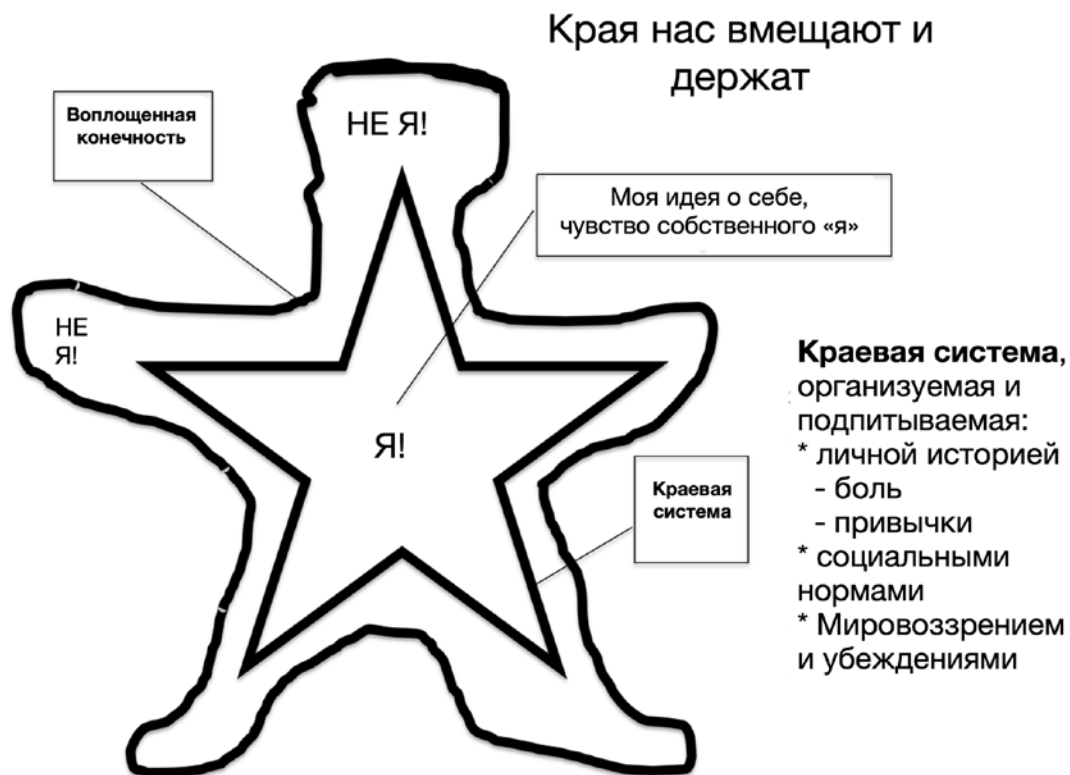 Края нас вмещают и
держат
Воплощенная
конечность
НЕ Я!
Моя идея о себе,
чувство собственного «я»
НЕ
Я!
Я!
Краевая
система
Краевая система,
организуемая и
подпитываемая:
* личной историей
- боль
- привычки
* социальными
нормами
* Мировоззрением
и убеждениями